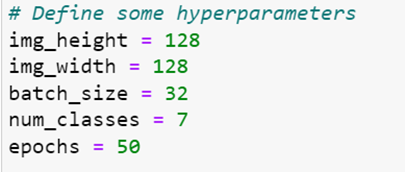 # Define some hyperparameters
img_height = 128
img_width = 128
batch_size = 32
num_classes = 7
epochs = 50